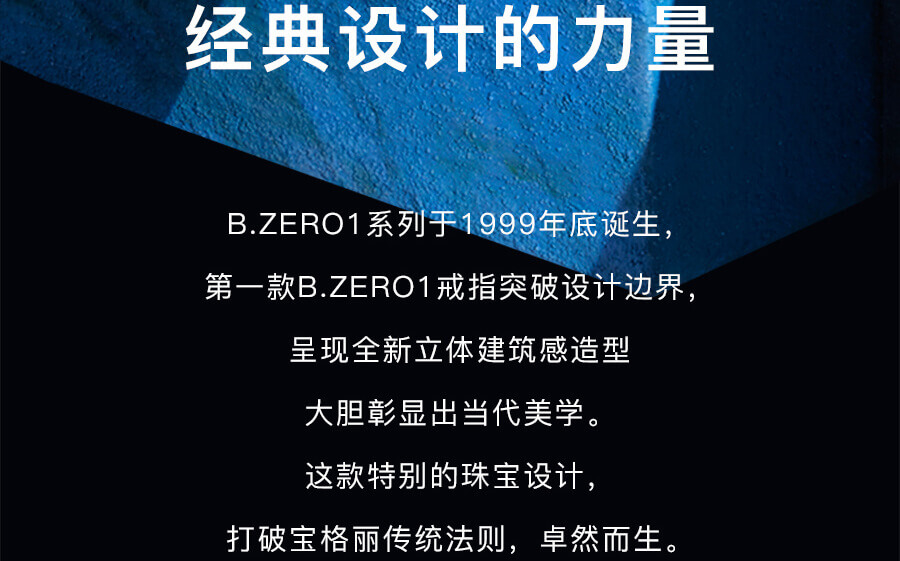 经典设计的力量
B.ZERO1系列于1999年底诞生，
第一款B.ZERO1戒指突破设计边界，
呈现全新立体建筑感造型
大胆彰显出当代美学。
这款特别的珠宝设计，
打破宝格丽传统法则，卓然而生。